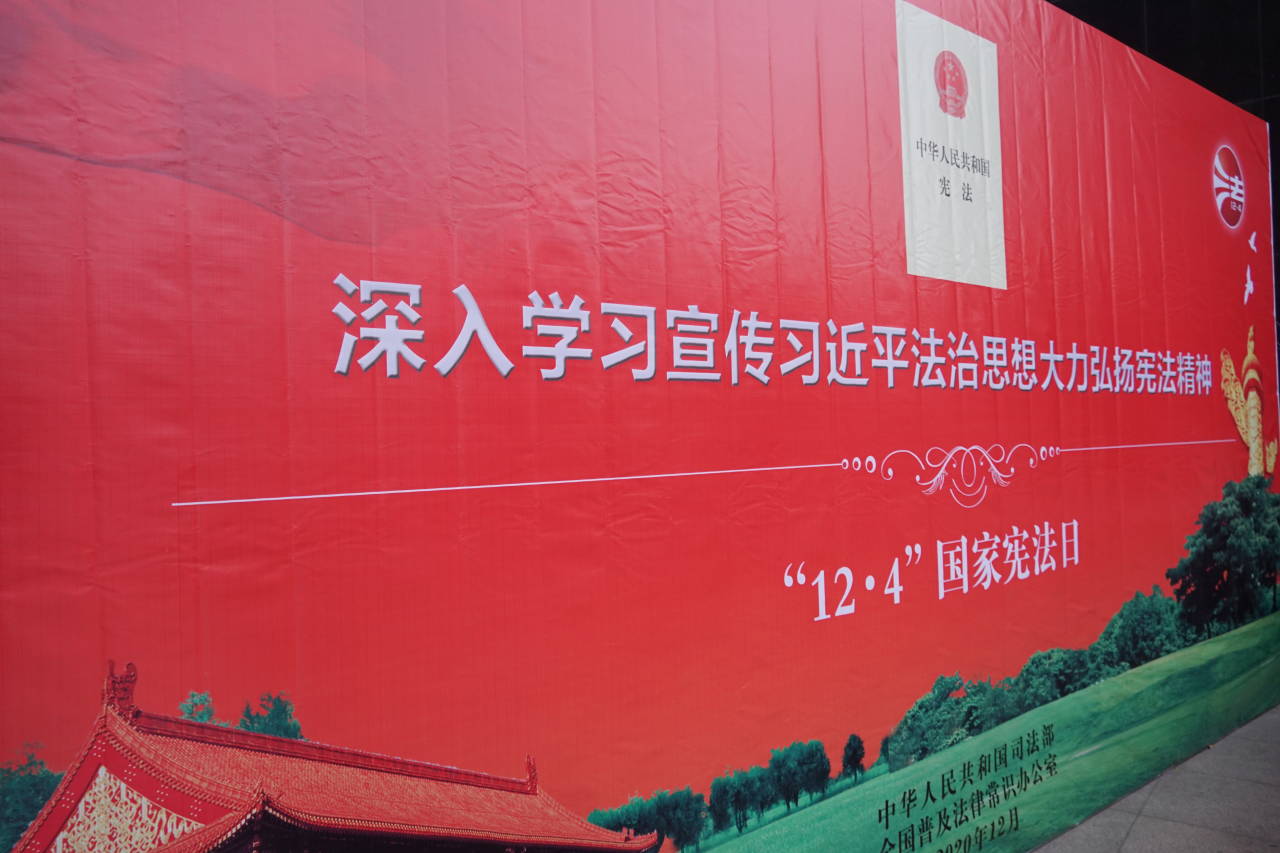 中华人民共和国
宪 法
法
12·4
深入学习宣传习近平法治思想大力弘扬宪法精神
“12·4”国家宪法日
中华人民共和国司法部
全国普及法律常识办公室
2020年12月